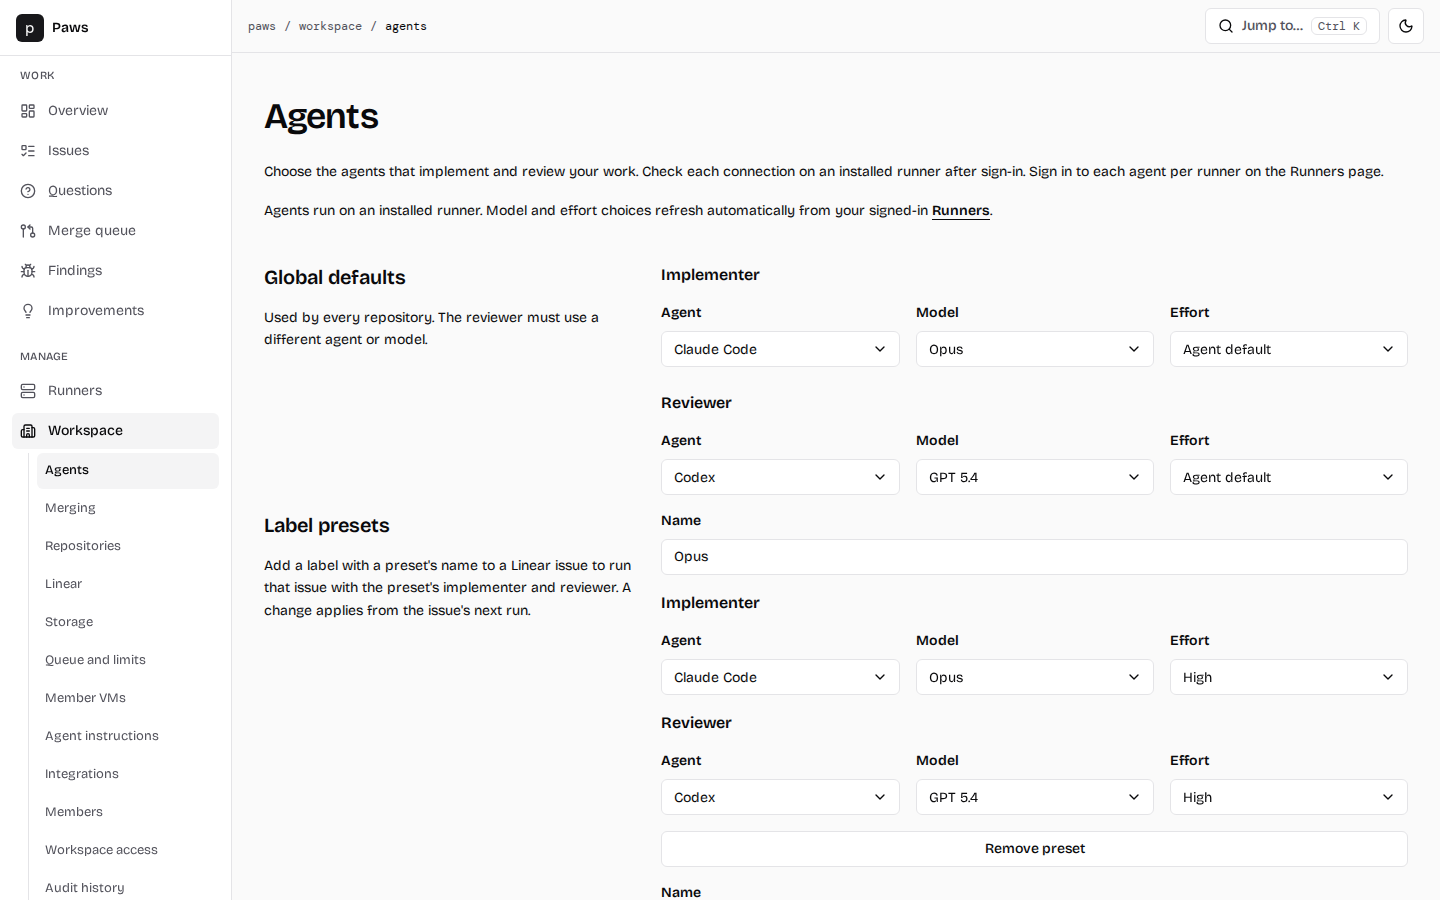 p Paws
WORK
Overview
Issues
Questions
Merge queue
Findings
Improvements
MANAGE
Runners
Workspace
Agents
Merging
Repositories
Linear
Storage
Queue and limits
Member VMs
Agent instructions
Integrations
Members
Workspace access
Audit history
paws / workspace / agents
Jump to... Ctrl K
Agents
Choose the agents that implement and review your work. Check each connection on an installed runner after sign-in. Sign in to each agent per runner on the Runners page.
Agents run on an installed runner. Model and effort choices refresh automatically from your signed-in Runners.
Global defaults
Used by every repository. The reviewer must use a
different agent or model.
Implementer
Agent Model Effort
Claude Code Opus Agent default
Reviewer
Agent Model Effort
Codex GPT 5.4 Agent default
Label presets
Add a label with a preset's name to a Linear issue to run
that issue with the preset's implementer and reviewer. A
change applies from the issue's next run.
Name
Opus
Implementer
Agent Model Effort
Claude Code Opus High
Reviewer
Agent Model Effort
Codex GPT 5.4 High
Remove preset
Name